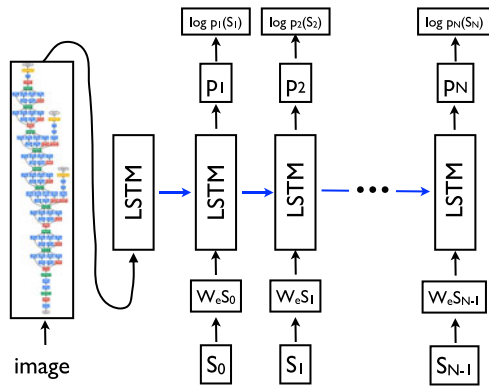 log p₁(S₁) log p₂(S₂) log pN(SN)
p₁ p₂ pN
LSTM LSTM LSTM ••• LSTM
WeS₀ WeS₁ WeSN-1
image S₀ S₁ SN-1